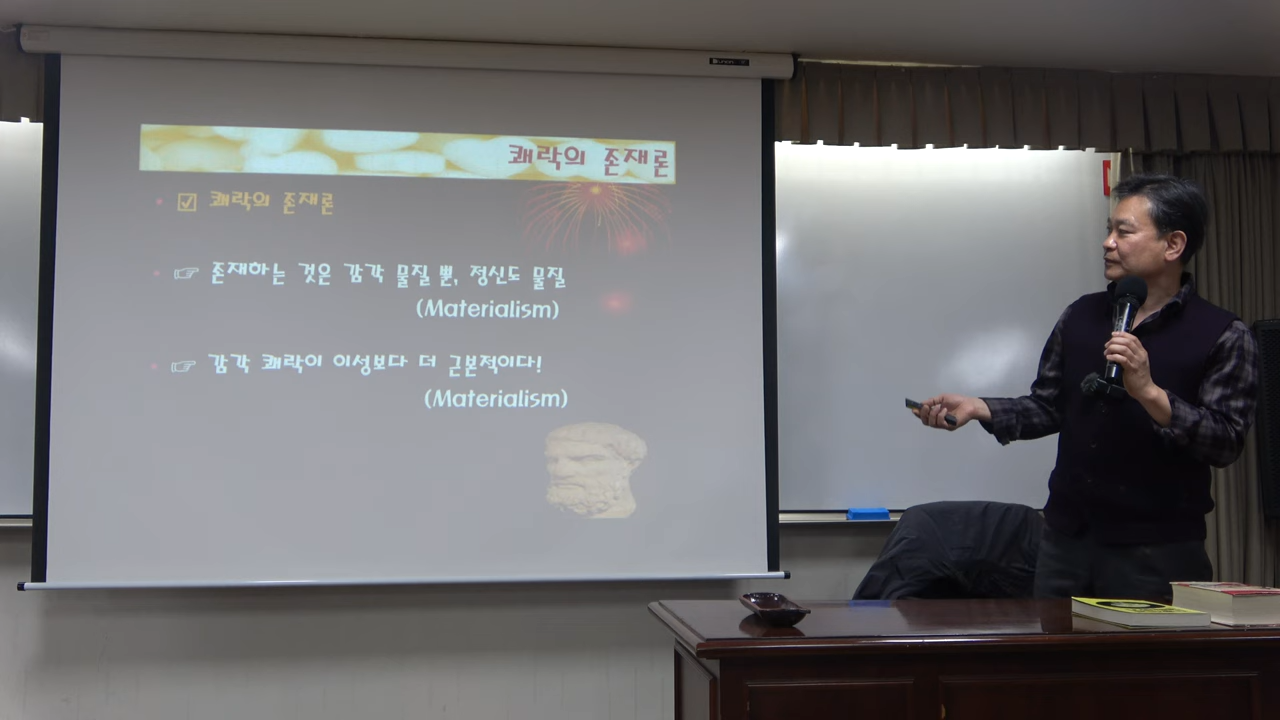 쾌락의 존재론
☑ 쾌락의 존재론
☞ 존재하는 것은 감각 물질 뿐, 정신도 물질
(Materialism)
☞ 감각 쾌락이 이성보다 더 근본적이다!
(Materialism)